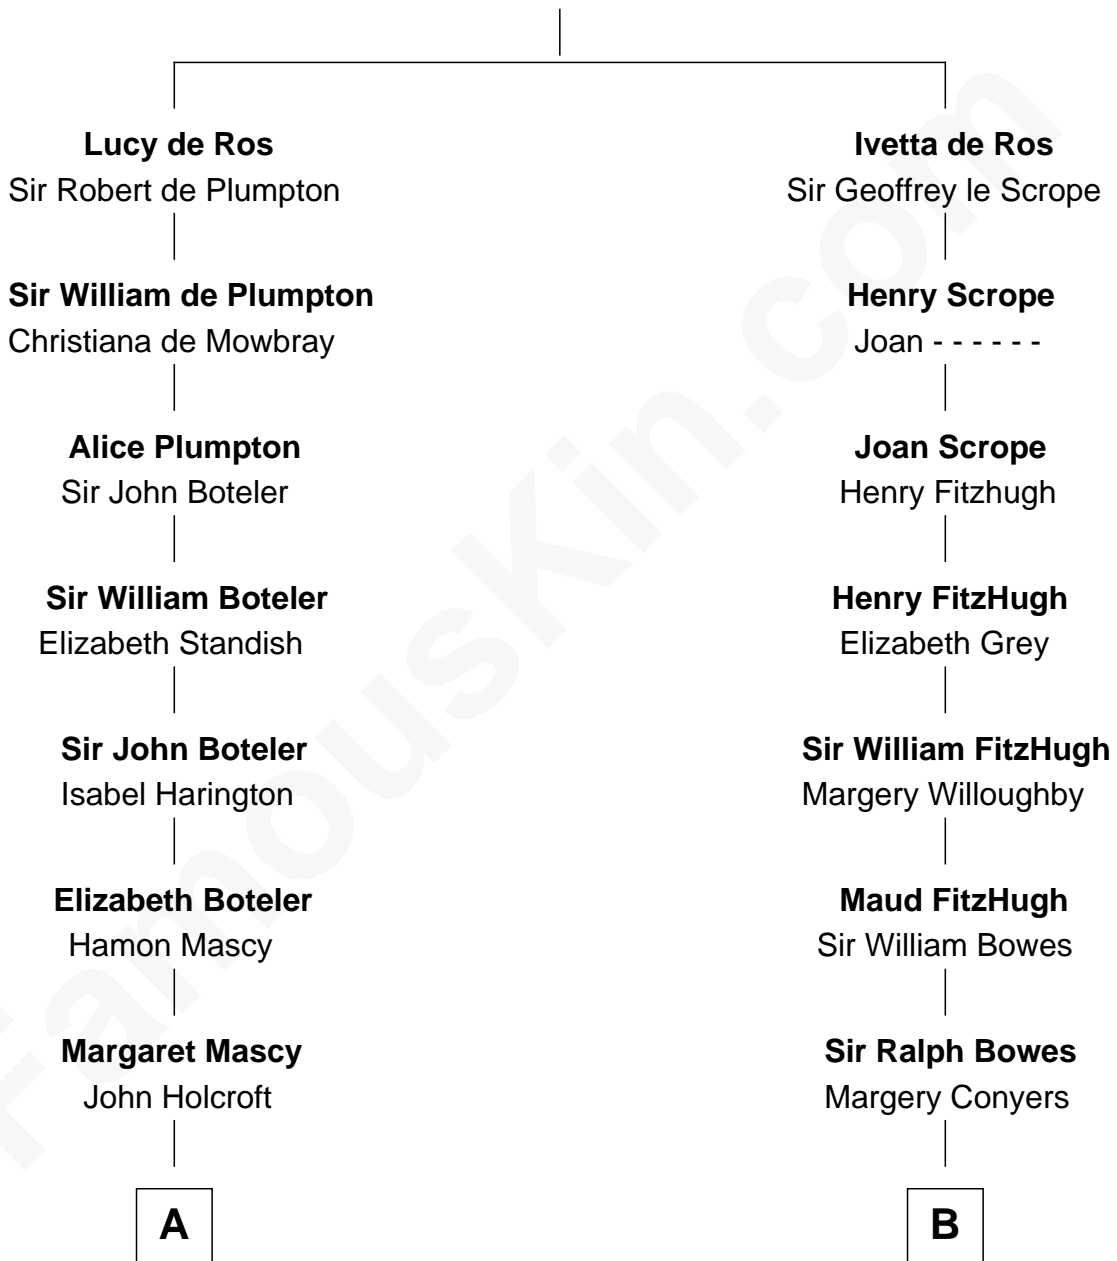 Lucy de Ros
Sir Robert de Plumpton
Sir William de Plumpton
Christiana de Mowbray
Alice Plumpton
Sir John Boteler
Sir William Boteler
Elizabeth Standish
Sir John Boteler
Isabel Harington
Elizabeth Boteler
Hamon Mascy
Margaret Mascy
John Holcroft
A
Ivetta de Ros
Sir Geoffrey le Scrope
Henry Scrope
Joan - - - - - -
Joan Scrope
Henry Fitzhugh
Henry FitzHugh
Elizabeth Grey
Sir William FitzHugh
Margery Willoughby
Maud FitzHugh
Sir William Bowes
Sir Ralph Bowes
Margery Conyers
B
FamousKin.com